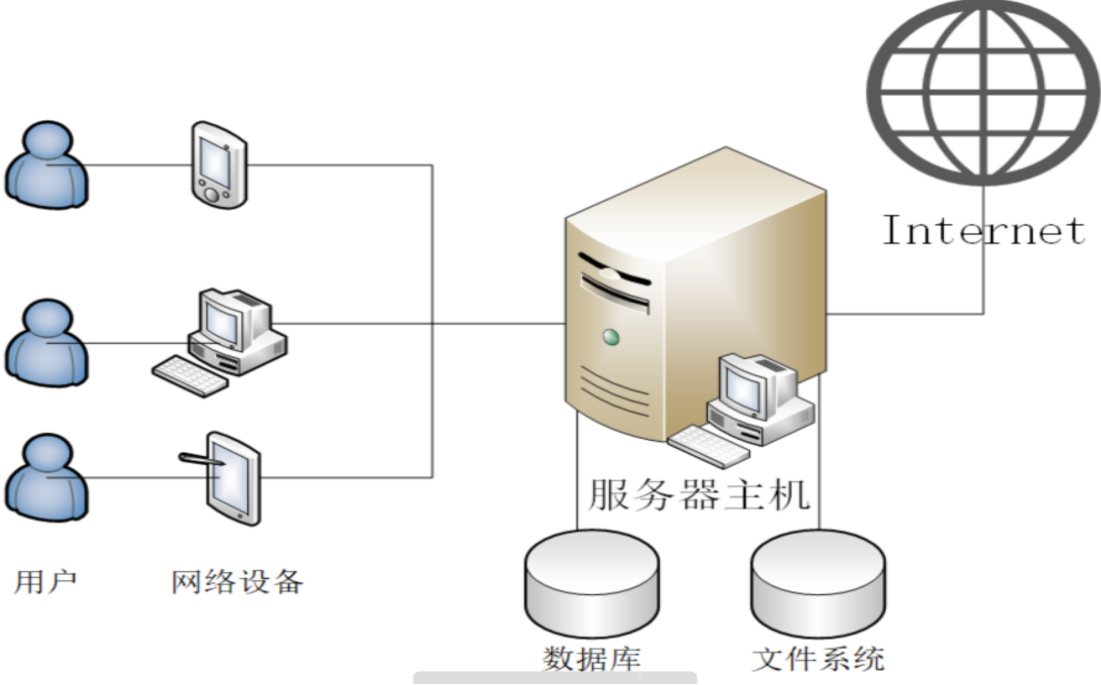 Internet
服务器主机
用户
网络设备
数据库
文件系统